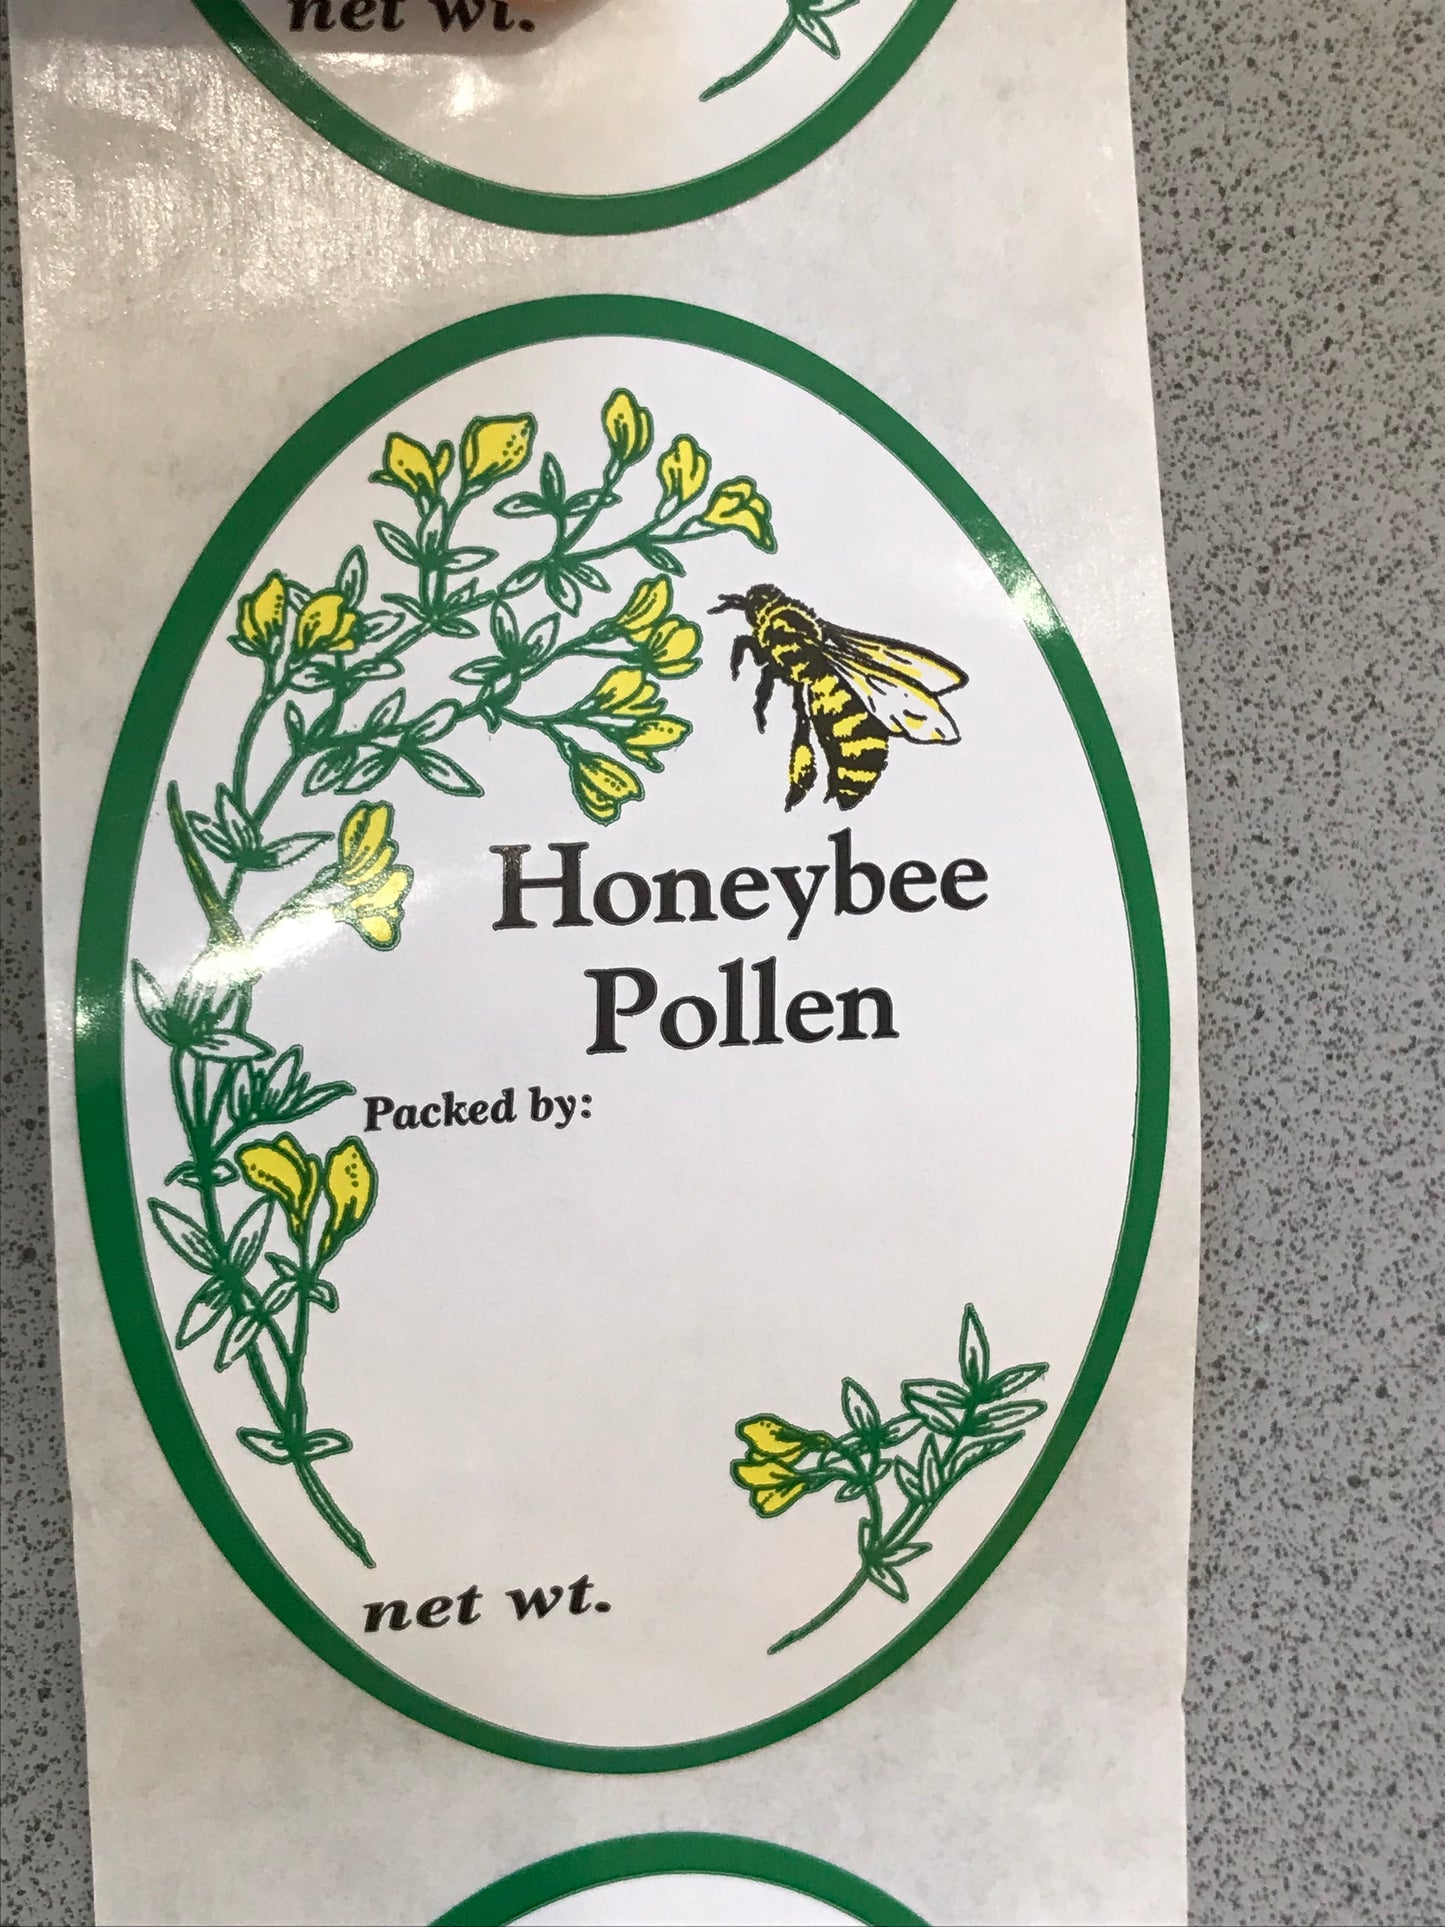 net wt.
Honeybee
Pollen
Packed by:
net wt.